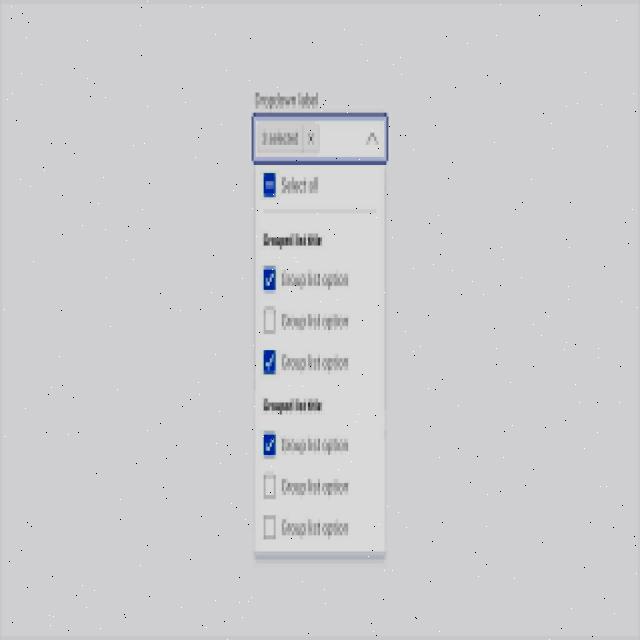 Dropdown label
3 selected X
Select all
Grouped list title
Group list option
Group list option
Group list option
Grouped list title
Group list option
Group list option
Group list option